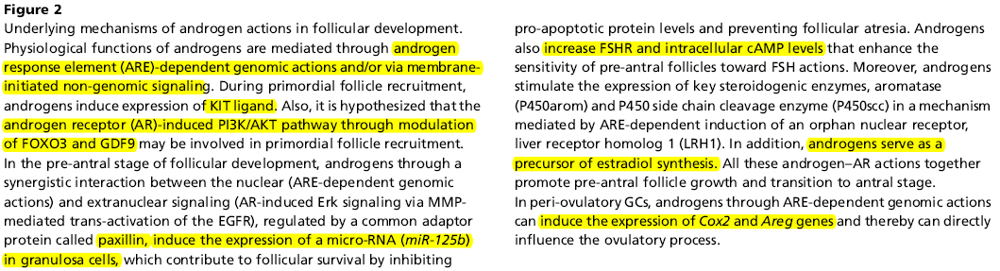 Figure 2
Underlying mechanisms of androgen actions in follicular development.
Physiological functions of androgens are mediated through androgen
response element (ARE)-dependent genomic actions and/or via membrane-
initiated non-genomic signaling. During primordial follicle recruitment,
androgens induce expression of KIT ligand. Also, it is hypothesized that the
androgen receptor (AR)-induced PI3K/AKT pathway through modulation
of FOXO3 and GDF9 may be involved in primordial follicle recruitment.
In the pre-antral stage of follicular development, androgens through a
synergistic interaction between the nuclear (ARE-dependent genomic
actions) and extranuclear signaling (AR-induced Erk signaling via MMP-
mediated trans-activation of the EGFR), regulated by a common adaptor
protein called paxillin, induce the expression of a micro-RNA (miR-125b)
in granulosa cells, which contribute to follicular survival by inhibiting
pro-apoptotic protein levels and preventing follicular atresia. Androgens
also increase FSHR and intracellular cAMP levels that enhance the
sensitivity of pre-antral follicles toward FSH actions. Moreover, androgens
stimulate the expression of key steroidogenic enzymes, aromatase
(P450arom) and P450 side chain cleavage enzyme (P450scc) in a mechanism
mediated by ARE-dependent induction of an orphan nuclear receptor,
liver receptor homolog 1 (LRH1). In addition, androgens serve as a
precursor of estradiol synthesis. All these androgen–AR actions together
promote pre-antral follicle growth and transition to antral stage.
In peri-ovulatory GCs, androgens through ARE-dependent genomic actions
can induce the expression of Cox2 and Areg genes and thereby can directly
influence the ovulatory process.